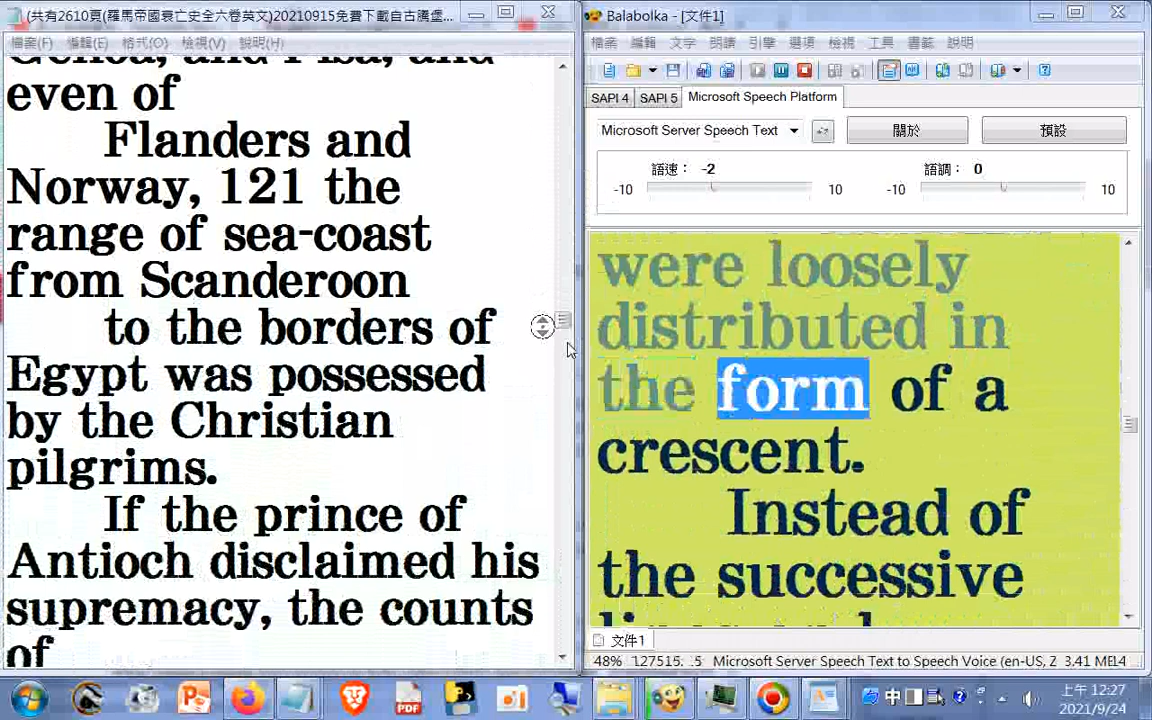 (共有2610頁(羅馬帝國衰亡史全六卷英文)20210915免費下載自古騰堡...
檔案(F) 編輯(E) 格式(O) 檢視(V) 說明(H)
Genoa, and Pisa, and
even of
Flanders and
Norway, 121 the
range of sea-coast
from Scanderoon
to the borders of
Egypt was possessed
by the Christian
pilgrims.
If the prince of
Antioch disclaimed his
supremacy, the counts
of
Balabolka - [文件1]
檔案 編輯 文字 朗讀 引擎 選項 檢視 工具 書籤 說明
SAPI 4 SAPI 5 Microsoft Speech Platform
Microsoft Server Speech Text 關於 預設
語速： -2 語調： 0
-10 10 -10 10
were loosely
distributed in
the form of a
crescent.
Instead of
the successive
文件1
48% Microsoft Server Speech Text to Speech Voice (en-US, Z 3.41 ME
中 上午 12:27
2021/9/24